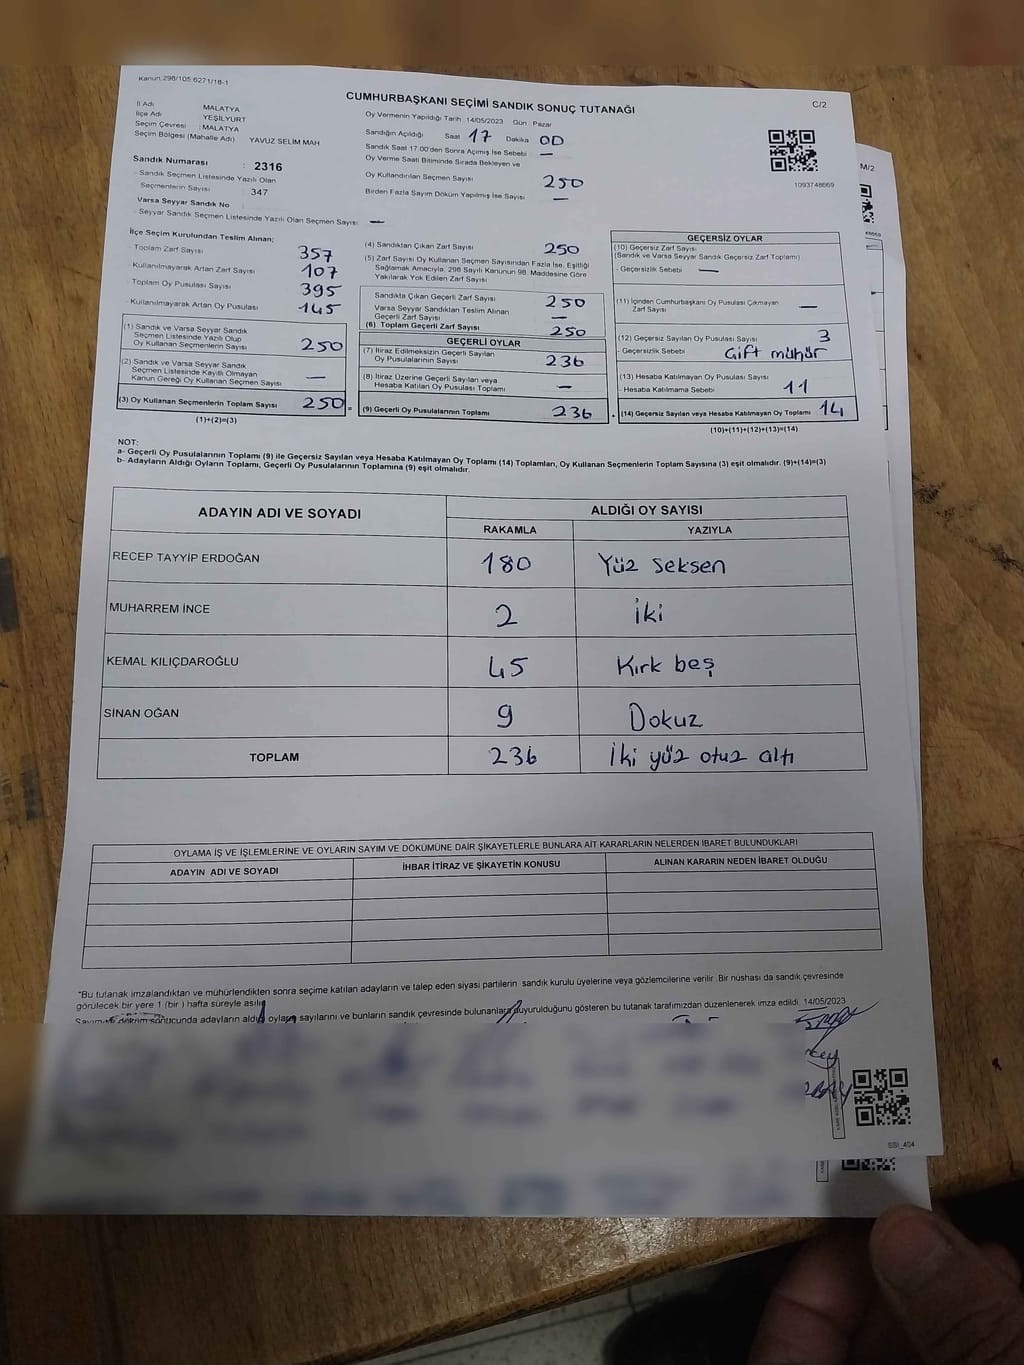 Kanun:298/105:6271/18-1
CUMHURBAŞKANI SEÇİMİ SANDIK SONUÇ TUTANAĞI
C/2
İl Adı MALATYA
İlçe Adı YEŞİLYURT
Seçim Çevresi : MALATYA
Seçim Bölgesi (Mahalle Adı) YAVUZ SELİM MAH
Sandık Numarası : 2316
- Sandık Seçmen Listesinde Yazılı Olan
Seçmenlerin Sayısı : 347
Varsa Seyyar Sandık No
- Seyyar Sandık Seçmen Listesinde Yazılı Olan Seçmen Sayısı —
Oy Vermenin Yapıldığı Tarih : 14/05/2023 Gün : Pazar
Sandığın Açıldığı Saat 17 Dakika 00
Sandık Saat 17.00'den Sonra Açılmış İse Sebebi —
Oy Verme Saati Bitiminde Sırada Bekleyen ve
Oy Kullandırılan Seçmen Sayısı 250
Birden Fazla Sayım Döküm Yapılmış İse Sayısı —
1093748669
M/2
İlçe Seçim Kurulundan Teslim Alınan;
- Toplam Zarf Sayısı 357
- Kullanılmayarak Artan Zarf Sayısı 107
- Toplam Oy Pusulası Sayısı 395
- Kullanılmayarak Artan Oy Pusulası 145
(1) Sandık ve Varsa Seyyar Sandık
Seçmen Listesinde Yazılı Olup
Oy Kullanan Seçmenlerin Sayısı 250
(2) Sandık ve Varsa Seyyar Sandık
Seçmen Listesinde Kayıtlı Olmayan
Kanun Gereği Oy Kullanan Seçmen Sayısı —
(3) Oy Kullanan Seçmenlerin Toplam Sayısı 250 =
(1)+(2)=(3)
(4) Sandıktan Çıkan Zarf Sayısı 250
(5) Zarf Sayısı Oy Kullanan Seçmen Sayısından Fazla İse, Eşitliği
Sağlamak Amacıyla, 298 Sayılı Kanunun 98. Maddesine Göre
Yakılarak Yok Edilen Zarf Sayısı
Sandıkta Çıkan Geçerli Zarf Sayısı 250
Varsa Seyyar Sandıktan Teslim Alınan
Geçerli Zarf Sayısı —
(6) Toplam Geçerli Zarf Sayısı 250
GEÇERLİ OYLAR
(7) İtiraz Edilmeksizin Geçerli Sayılan
Oy Pusulalarının Sayısı 236
(8) İtiraz Üzerine Geçerli Sayılan veya
Hesaba Katılan Oy Pusulası Toplamı —
(9) Geçerli Oy Pusulalarının Toplamı 236
GEÇERSİZ OYLAR
(10) Geçersiz Zarf Sayısı
(Sandık ve Varsa Seyyar Sandık Geçersiz Zarf Toplamı)
- Geçersizlik Sebebi —
(11) İçinden Cumhurbaşkanı Oy Pusulası Çıkmayan
Zarf Sayısı —
(12) Geçersiz Sayılan Oy Pusulası Sayısı 3
- Geçersizlik Sebebi Çift mühür
(13) Hesaba Katılmayan Oy Pusulası Sayısı
- Hesaba Katılmama Sebebi 11
(14) Geçersiz Sayılan veya Hesaba Katılmayan Oy Toplamı 14
(10)+(11)+(12)+(13)=(14)
NOT:
a- Geçerli Oy Pusulalarının Toplamı (9) ile Geçersiz Sayılan veya Hesaba Katılmayan Oy Toplamı (14) Toplamları, Oy Kullanan Seçmenlerin Toplam Sayısına (3) eşit olmalıdır. (9)+(14)=(3)
b- Adayların Aldığı Oyların Toplamı, Geçerli Oy Pusulalarının Toplamına (9) eşit olmalıdır.
ADAYIN ADI VE SOYADI ALDIĞI OY SAYISI
RAKAMLA YAZIYLA
RECEP TAYYİP ERDOĞAN 180 Yüz Seksen
MUHARREM İNCE 2 İki
KEMAL KILIÇDAROĞLU 45 Kırk beş
SİNAN OĞAN 9 Dokuz
TOPLAM 236 İki yüz otuz altı
OYLAMA İŞ VE İŞLEMLERİNE VE OYLARIN SAYIM VE DÖKÜMÜNE DAİR ŞİKAYETLERLE BUNLARA AİT KARARLARIN NELERDEN İBARET BULUNDUKLARI
ADAYIN ADI VE SOYADI İHBAR İTİRAZ VE ŞİKAYETİN KONUSU ALINAN KARARIN NEDEN İBARET OLDUĞU
*Bu tutanak imzalandıktan ve mühürlendikten sonra seçime katılan adayların ve talep eden siyasi partilerin sandık kurulu üyelerine veya gözlemcilerine verilir. Bir nüshası da sandık çevresinde
görülecek bir yere 1 (bir ) hafta süreyle asılır.
Sayım ve döküm sonucunda adayların aldığı oyların sayılarını ve bunların sandık çevresinde bulunanlara duyurulduğunu gösteren bu tutanak tarafımızdan düzenlenerek imza edildi. 14/05/2023
SSI_404